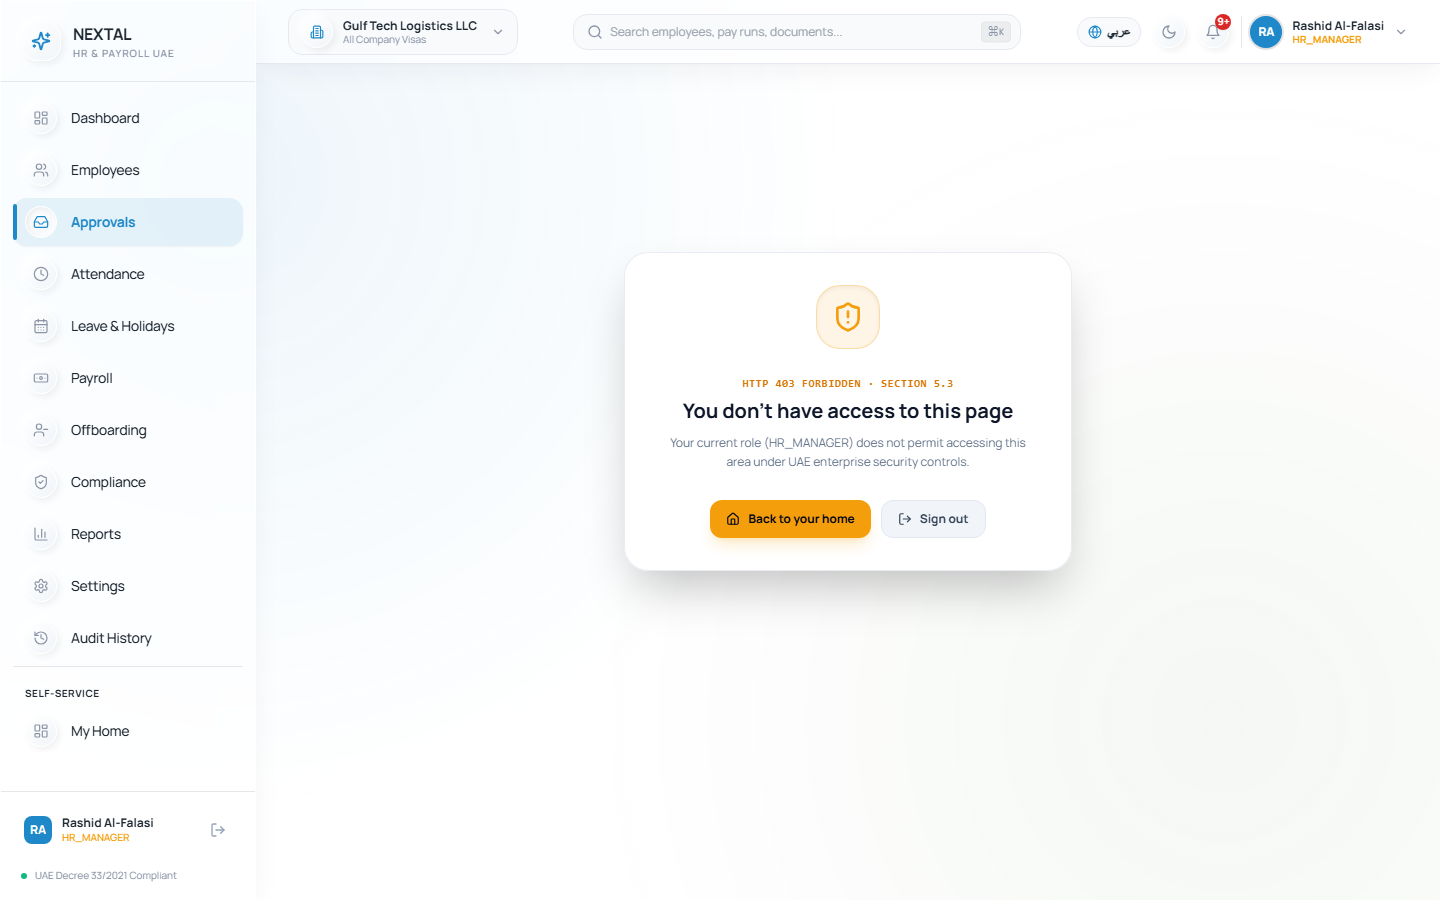 NEXTAL
HR & PAYROLL UAE
Dashboard
Employees
Approvals
Attendance
Leave & Holidays
Payroll
Offboarding
Compliance
Reports
Settings
Audit History
SELF-SERVICE
My Home
RA
Rashid Al-Falasi
HR_MANAGER
UAE Decree 33/2021 Compliant
Gulf Tech Logistics LLC
All Company Visas
Search employees, pay runs, documents...
⌘K
عربي
9+
RA
Rashid Al-Falasi
HR_MANAGER
HTTP 403 FORBIDDEN · SECTION 5.3
You don't have access to this page
Your current role (HR_MANAGER) does not permit accessing this
area under UAE enterprise security controls.
Back to your home
Sign out